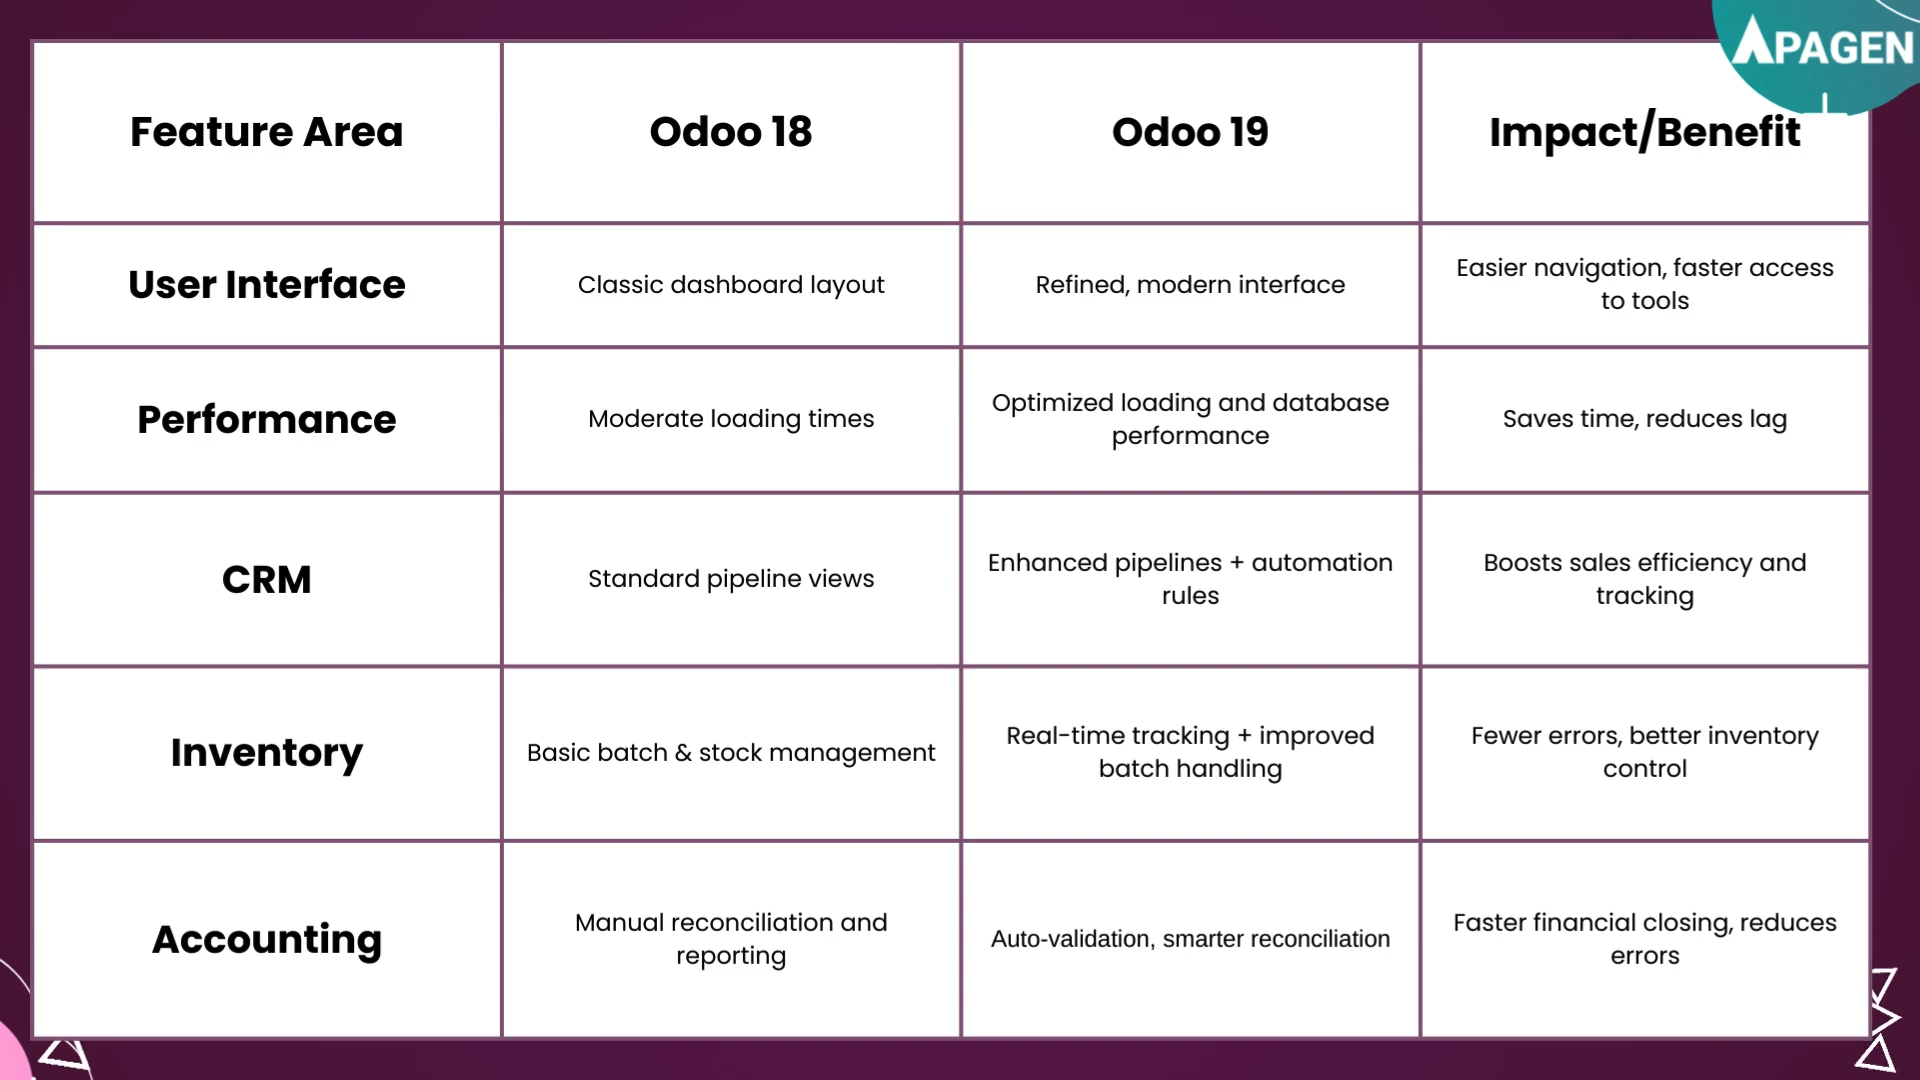 APAGEN
Feature Area
Odoo 18
Odoo 19
Impact/Benefit
User Interface
Classic dashboard layout
Refined, modern interface
Easier navigation, faster access
to tools
Performance
Moderate loading times
Optimized loading and database
performance
Saves time, reduces lag
CRM
Standard pipeline views
Enhanced pipelines + automation
rules
Boosts sales efficiency and
tracking
Inventory
Basic batch & stock management
Real-time tracking + improved
batch handling
Fewer errors, better inventory
control
Accounting
Manual reconciliation and
reporting
Auto-validation, smarter reconciliation
Faster financial closing, reduces
errors